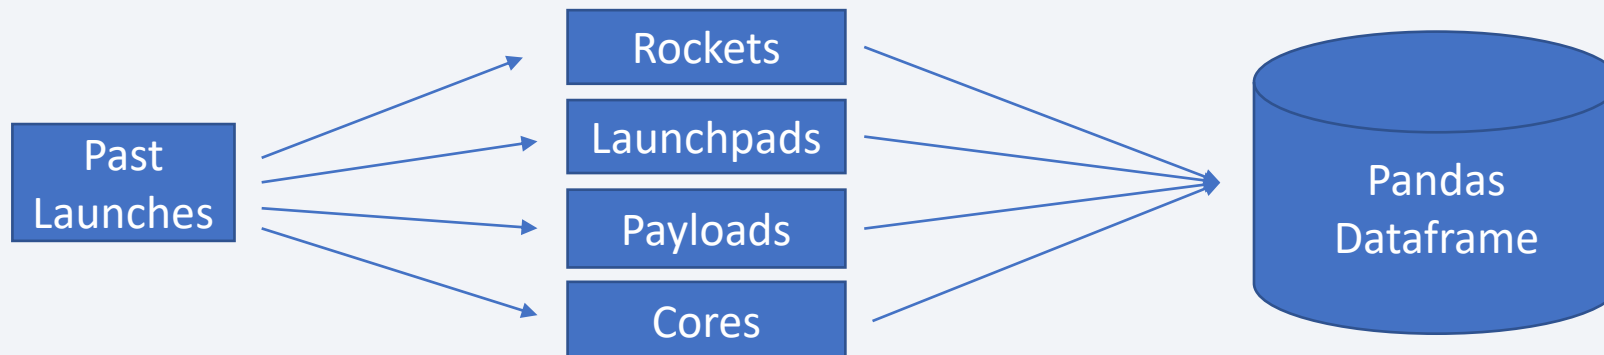 Past
Launches
Rockets
Launchpads
Payloads
Cores
Pandas
Dataframe